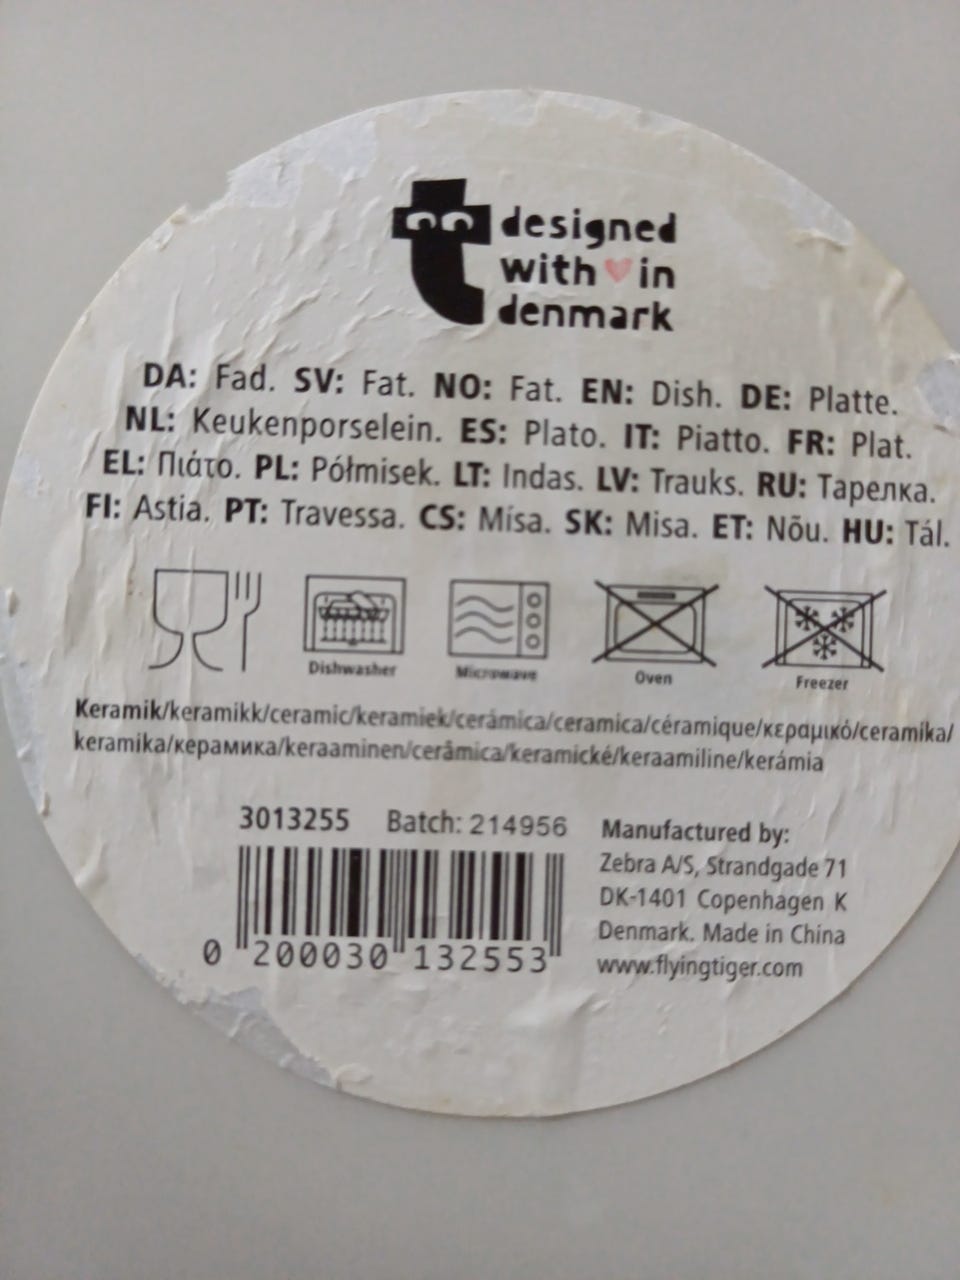 designed
with in
denmark
DA: Fad. SV: Fat. NO: Fat. EN: Dish. DE: Platte.
NL: Keukenporselein. ES: Plato. IT: Piatto. FR: Plat.
EL: Πιάτο. PL: Półmisek. LT: Indas. LV: Trauks. RU: Тарелка.
FI: Astia. PT: Travessa. CS: Mísa. SK: Misa. ET: Nõu. HU: Tál.
Dishwasher Microwave Oven Freezer
Keramik/keramikk/ceramic/keramiek/cerámica/ceramica/céramique/κεραμικό/ceramika/
keramika/керамика/keraaminen/cerâmica/keramické/keraamiline/kerámia
3013255 Batch: 214956
0 200030 132553
Manufactured by:
Zebra A/S, Strandgade 71
DK-1401 Copenhagen K
Denmark. Made in China
www.flyingtiger.com